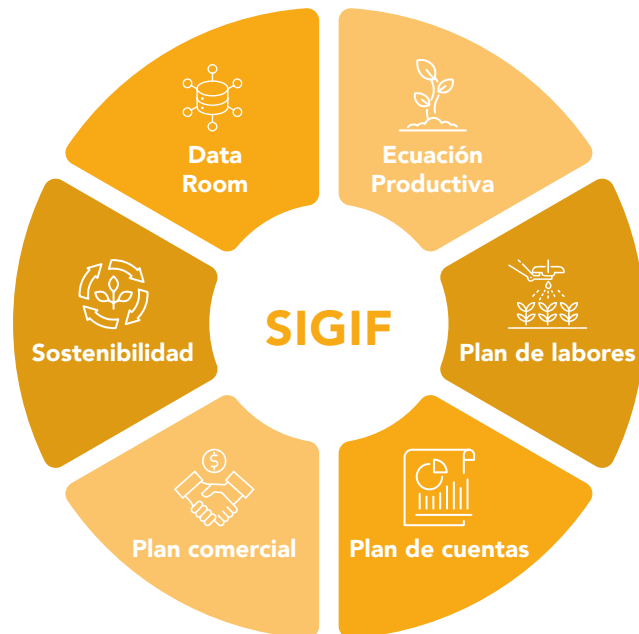 Data
Room
Ecuación
Productiva
Sostenibilidad
SIGIF
Plan de labores
$
Plan comercial
Plan de cuentas